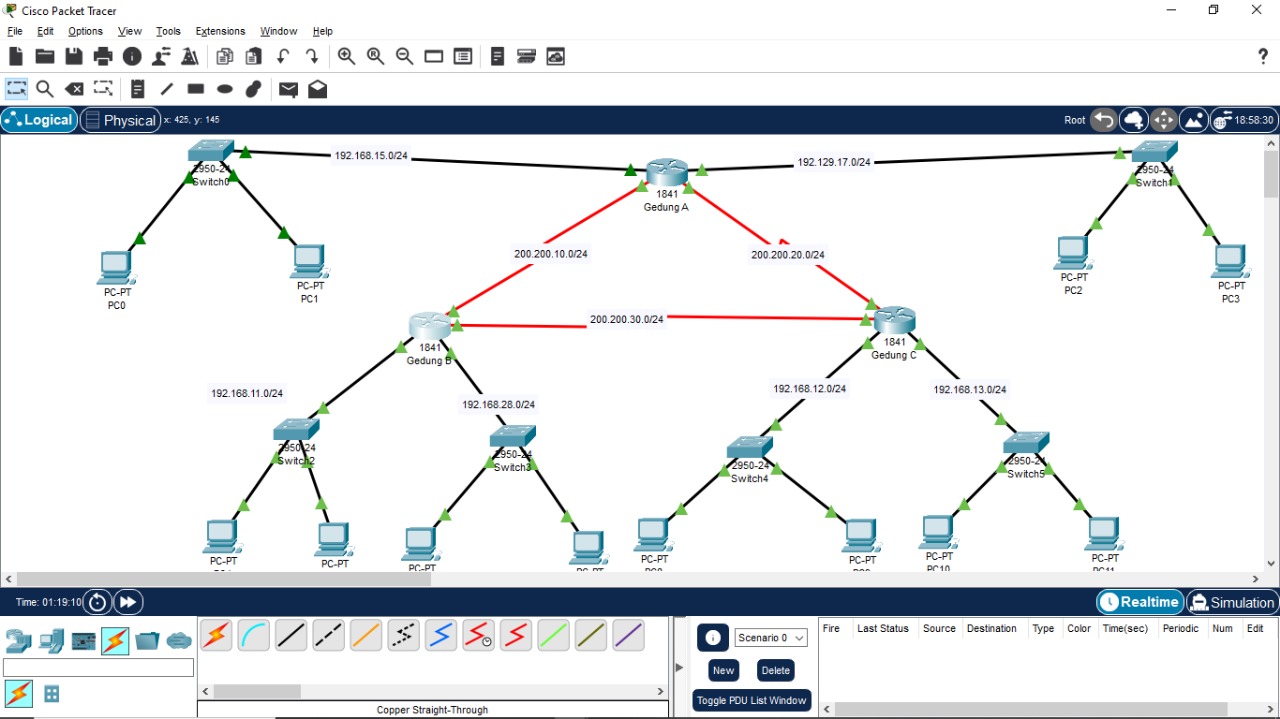 Cisco Packet Tracer
File Edit Options View Tools Extensions Window Help
?
Logical Physical x: 425, y: 145 Root 18:58:30
192.168.15.0/24
192.129.17.0/24
2950-24
Switch0
1841
Gedung A
2950-24
Switch1
200.200.10.0/24
200.200.20.0/24
PC-PT
PC0
PC-PT
PC1
PC-PT
PC2
PC-PT
PC3
200.200.30.0/24
1841
Gedung B
1841
Gedung C
192.168.11.0/24
192.168.28.0/24
192.168.12.0/24
192.168.13.0/24
2950-24
Switch2
2950-24
Switch3
2950-24
Switch4
2950-24
Switch5
PC-PT
PC-PT
PC-PT
PC-PT
PC-PT
PC-PT
PC-PT
PC10
PC-PT
PC11
Time: 01:19:10 Realtime Simulation
Scenario 0
New Delete
Toggle PDU List Window
Fire Last Status Source Destination Type Color Time(sec) Periodic Num Edit
Copper Straight-Through